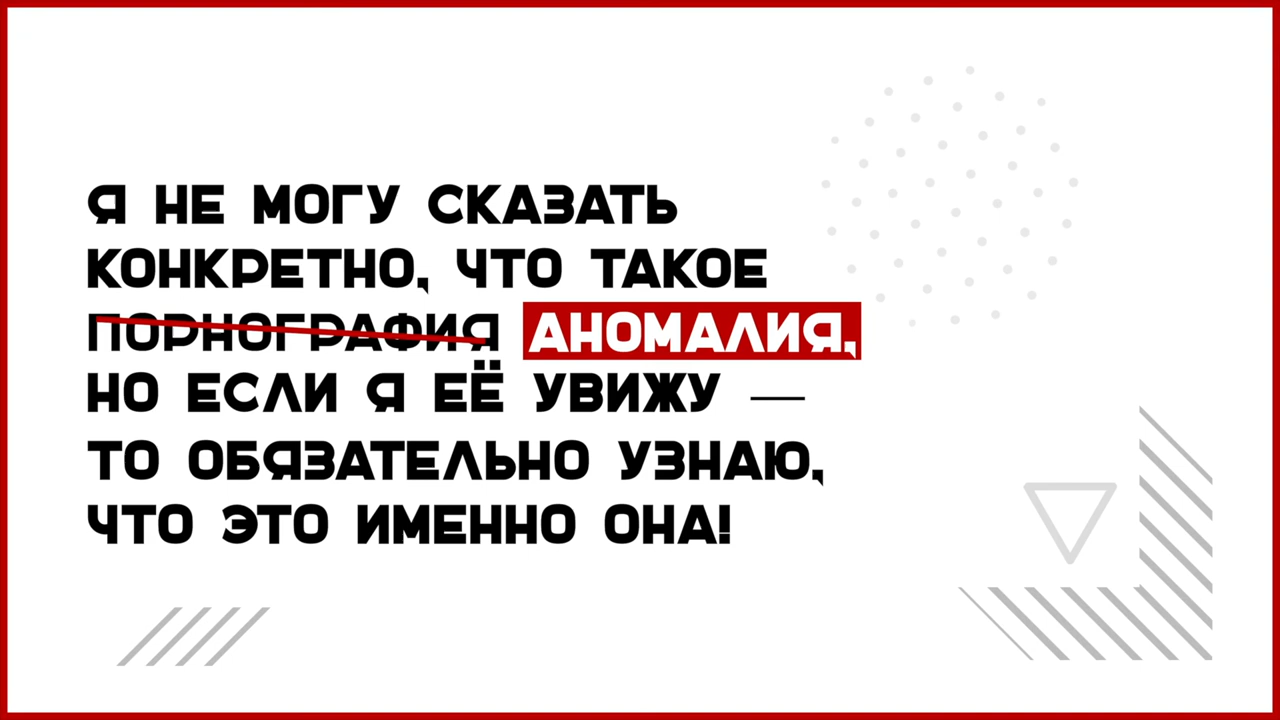 Я НЕ МОГУ СКАЗАТЬ
КОНКРЕТНО, ЧТО ТАКОЕ
ПОРНОГРАФИЯ АНОМАЛИЯ,
НО ЕСЛИ Я ЕЁ УВИЖУ —
ТО ОБЯЗАТЕЛЬНО УЗНАЮ,
ЧТО ЭТО ИМЕННО ОНА!